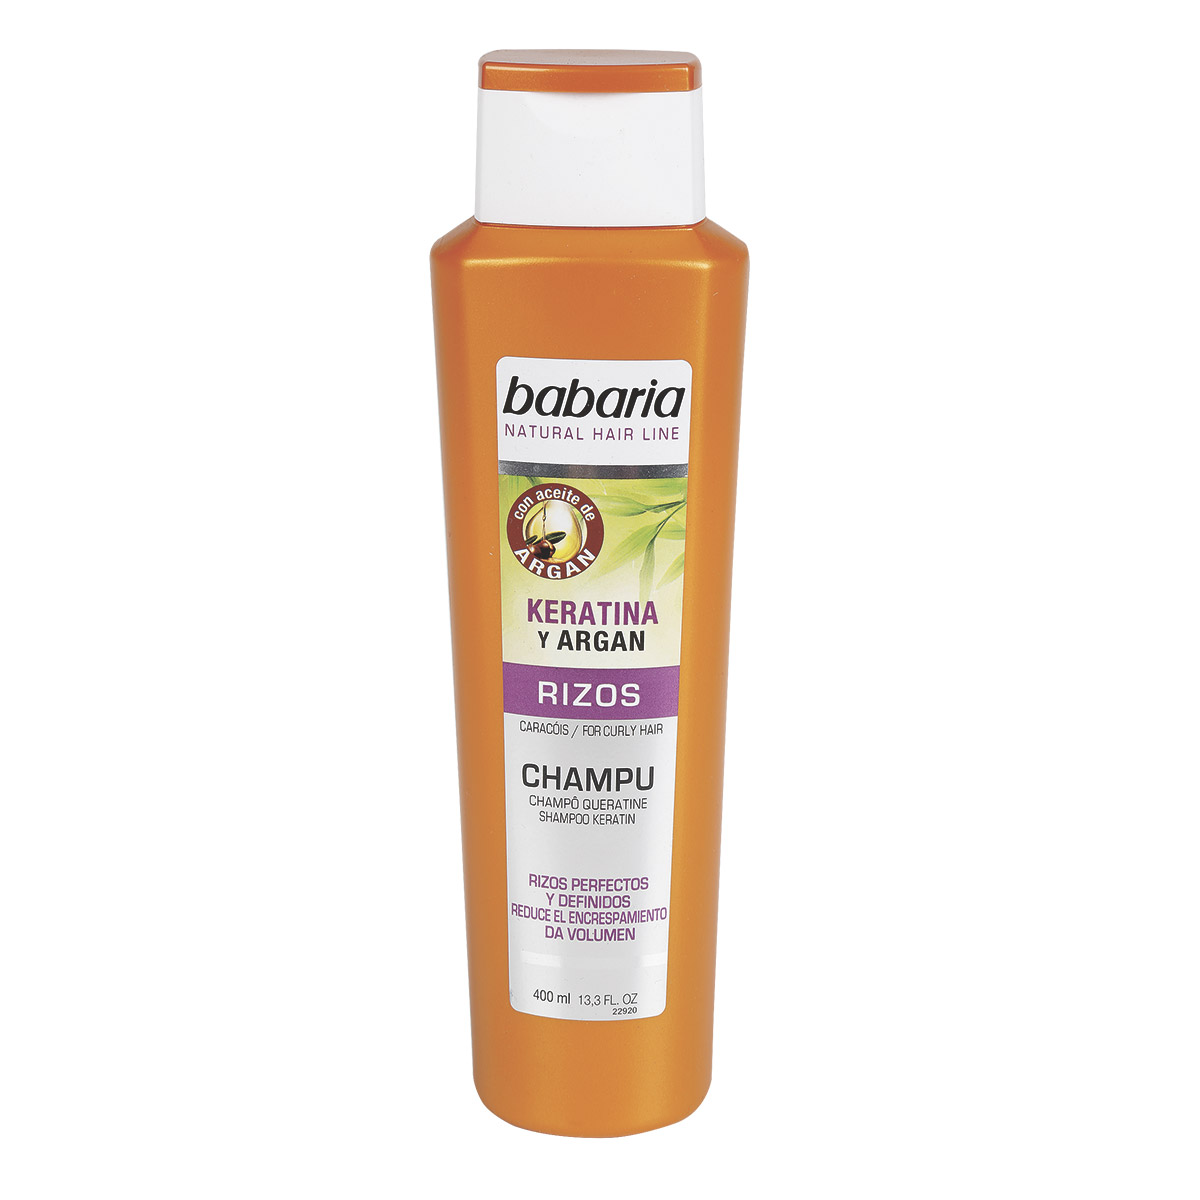 babaria
NATURAL HAIR LINE
con aceite de
ARGAN
KERATINA
Y ARGAN
RIZOS
CARACÓIS / FOR CURLY HAIR
CHAMPU
CHAMPÔ QUERATINE
SHAMPOO KERATIN
RIZOS PERFECTOS
Y DEFINIDOS
REDUCE EL ENCRESPAMIENTO
DA VOLUMEN
400 ml 13,3 FL. OZ
22920